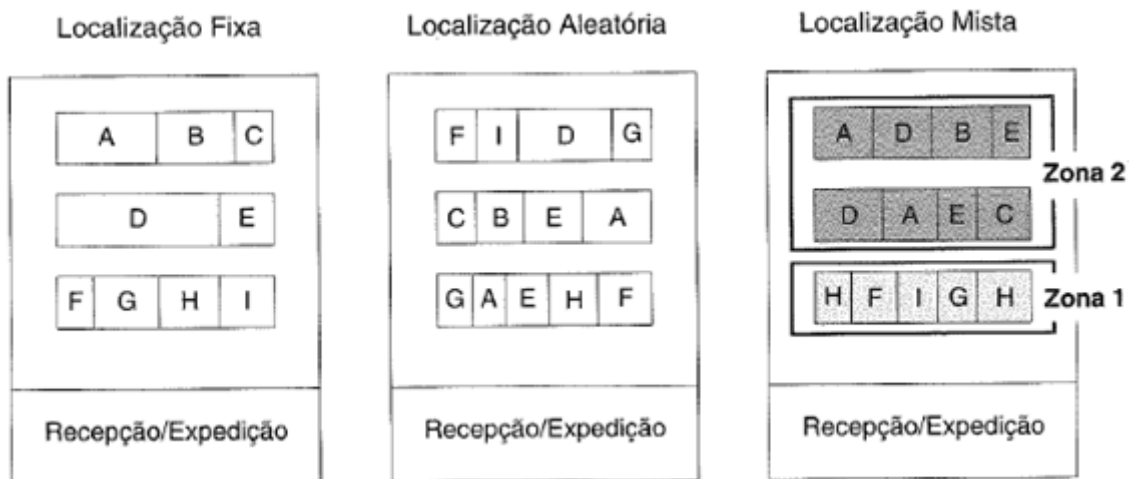 Localização Fixa
A B C
D E
F G H I
Recepção/Expedição
Localização Aleatória
F I D G
C B E A
G A E H F
Recepção/Expedição
Localização Mista
A D B E
D A E C
Zona 2
H F I G H
Zona 1
Recepção/Expedição